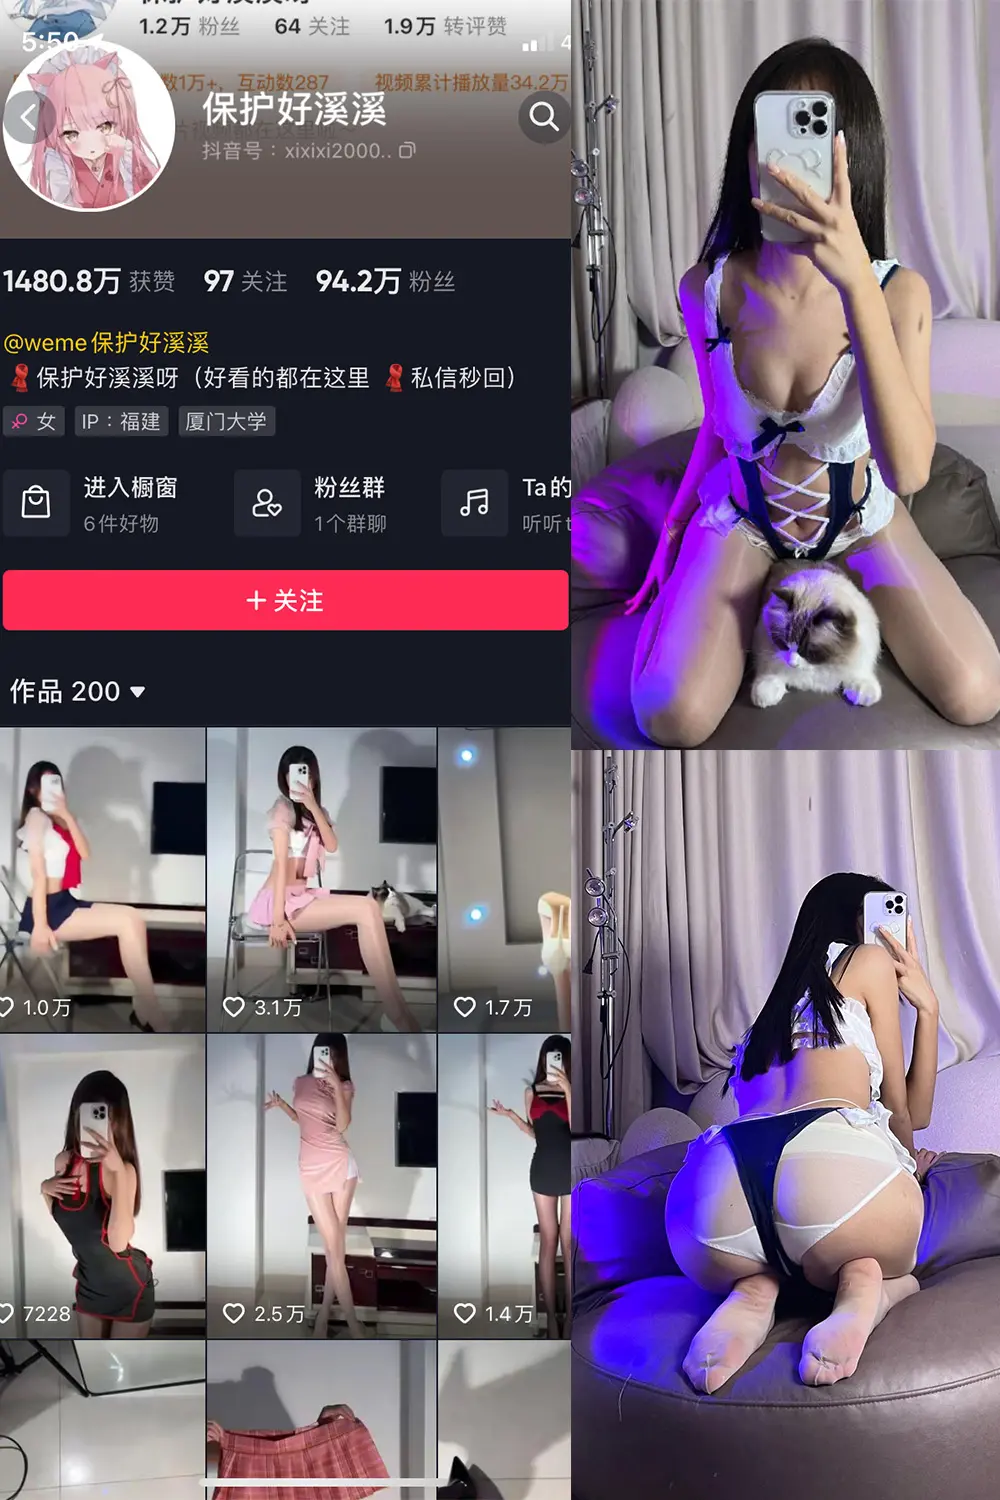 1.2万 粉丝 64 关注 1.9万 转评赞
5:50
数1万+，互动数287 视频累计播放量34.2万
保护好溪溪
抖音号：xixixi2000..
1480.8万 获赞 97 关注 94.2万 粉丝
@weme保护好溪溪
保护好溪溪呀（好看的都在这里 私信秒回）
女 IP：福建 厦门大学
进入橱窗 粉丝群 Ta的
6件好物 1个群聊 听听
+ 关注
作品 200
1.0万 3.1万 1.7万
7228 2.5万 1.4万